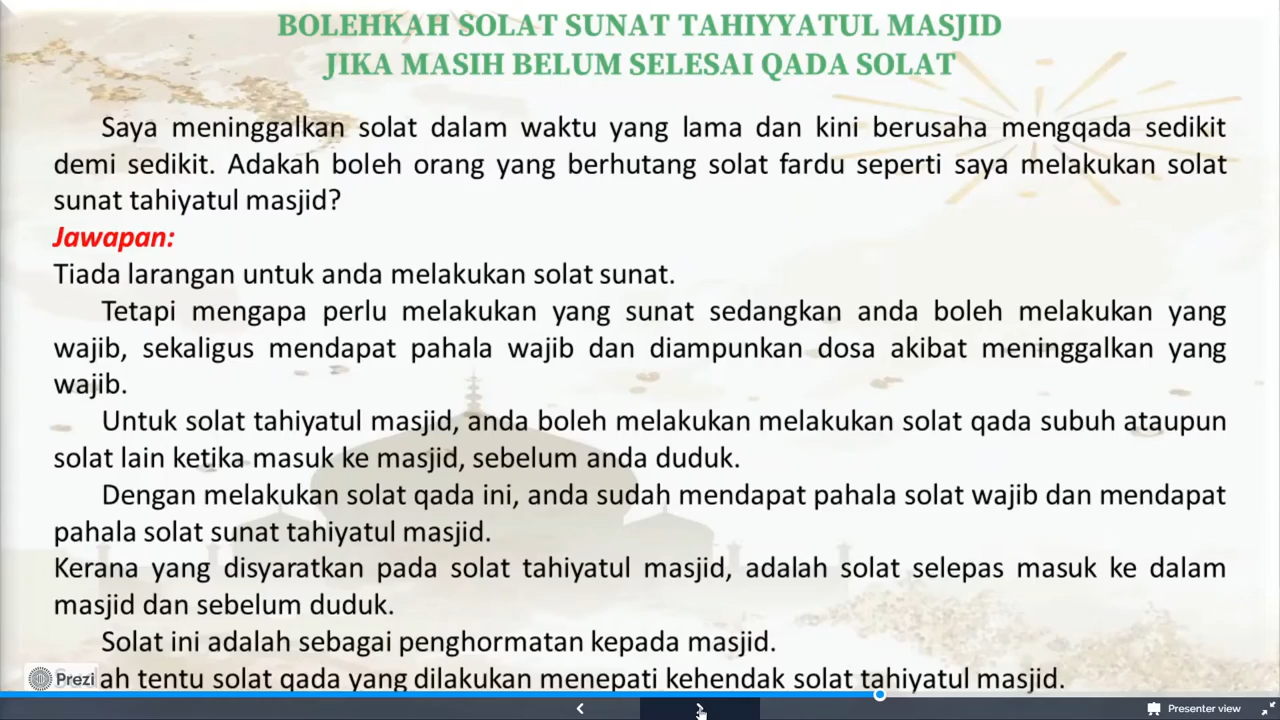 BOLEHKAH SOLAT SUNAT TAHIYYATUL MASJID
JIKA MASIH BELUM SELESAI QADA SOLAT
Saya meninggalkan solat dalam waktu yang lama dan kini berusaha mengqada sedikit
demi sedikit. Adakah boleh orang yang berhutang solat fardu seperti saya melakukan solat
sunat tahiyatul masjid?
Jawapan:
Tiada larangan untuk anda melakukan solat sunat.
Tetapi mengapa perlu melakukan yang sunat sedangkan anda boleh melakukan yang
wajib, sekaligus mendapat pahala wajib dan diampunkan dosa akibat meninggalkan yang
wajib.
Untuk solat tahiyatul masjid, anda boleh melakukan melakukan solat qada subuh ataupun
solat lain ketika masuk ke masjid, sebelum anda duduk.
Dengan melakukan solat qada ini, anda sudah mendapat pahala solat wajib dan mendapat
pahala solat sunat tahiyatul masjid.
Kerana yang disyaratkan pada solat tahiyatul masjid, adalah solat selepas masuk ke dalam
masjid dan sebelum duduk.
Solat ini adalah sebagai penghormatan kepada masjid.
tentu solat qada yang dilakukan menepati kehendak solat tahiyatul masjid.
Prezi
Presenter view